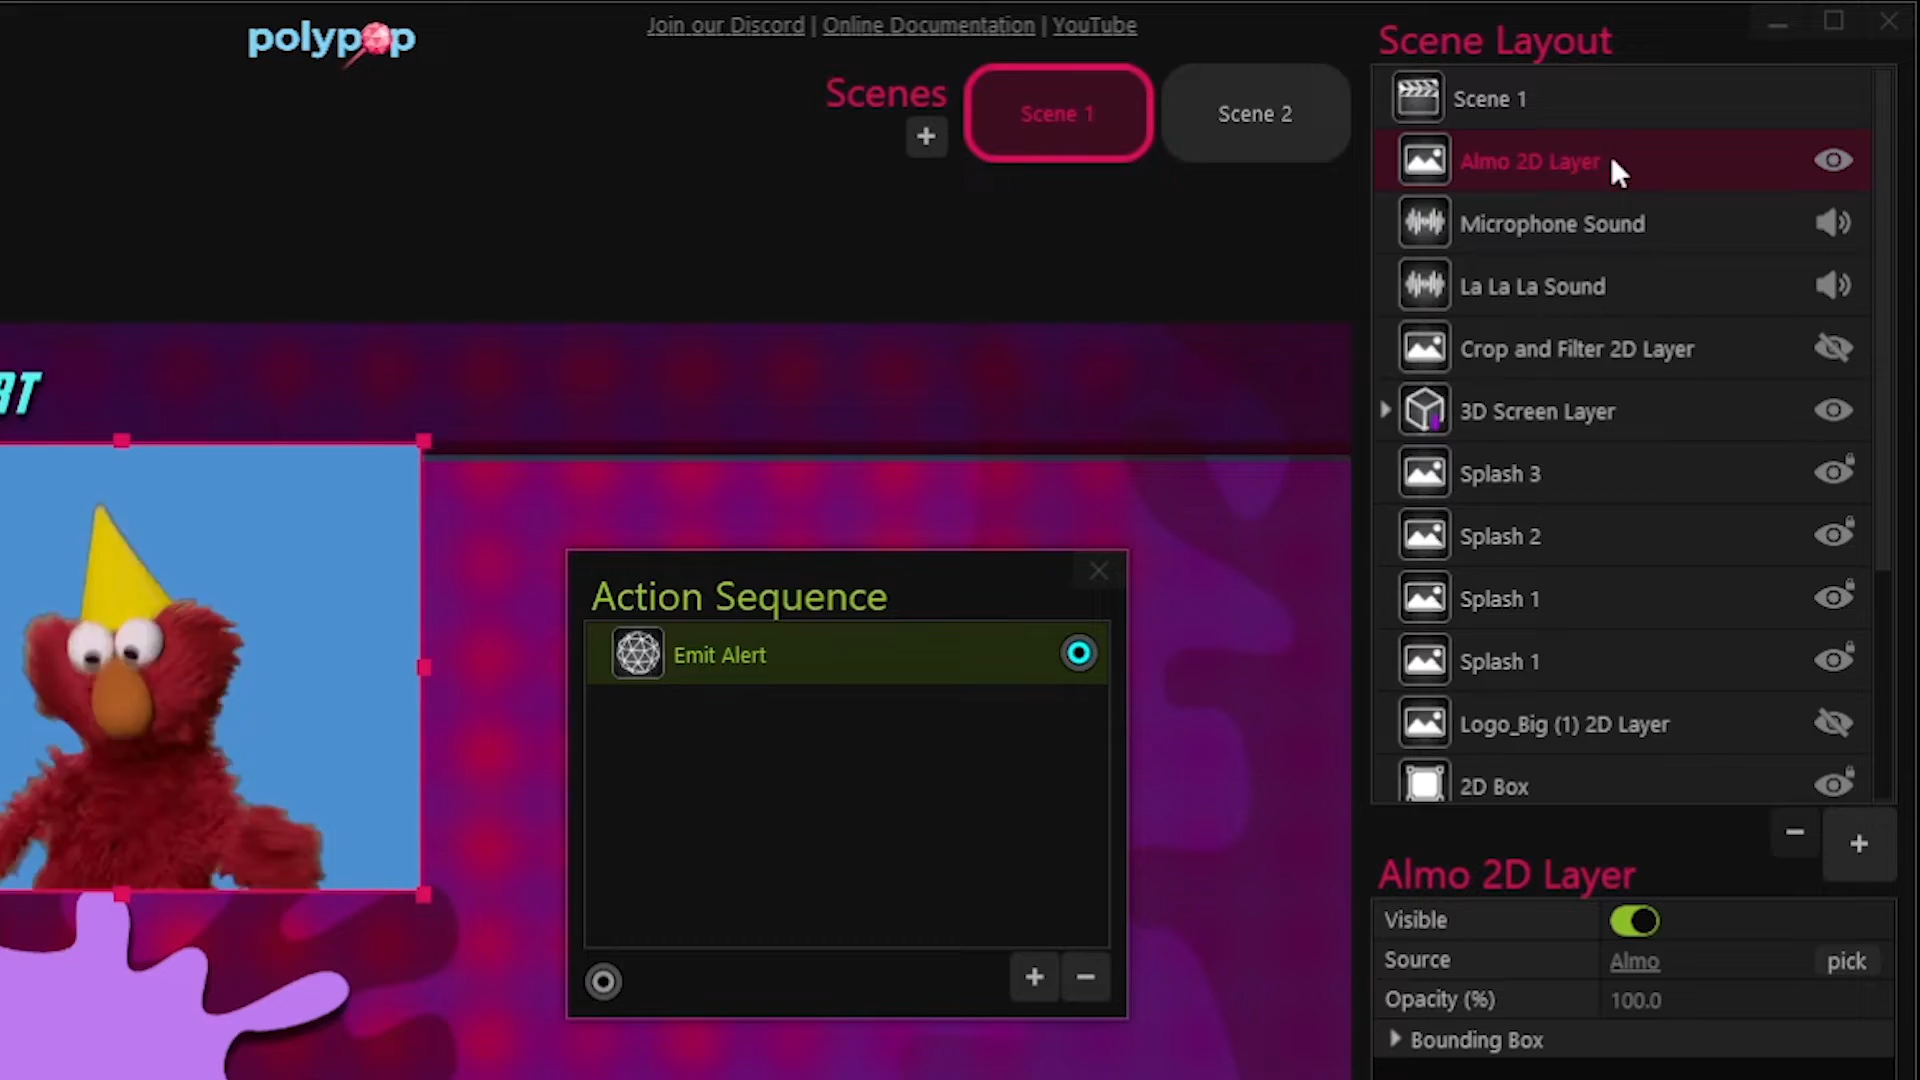 polypop
Join our Discord | Online Documentation | YouTube
Scenes
+
Scene 1
Scene 2
Scene Layout
Scene 1
Almo 2D Layer
Microphone Sound
La La La Sound
Crop and Filter 2D Layer
3D Screen Layer
Splash 3
Splash 2
Splash 1
Splash 1
Logo_Big (1) 2D Layer
2D Box
- +
Action Sequence
Emit Alert
+ -
Almo 2D Layer
Visible
Source Almo pick
Opacity (%) 100.0
Bounding Box